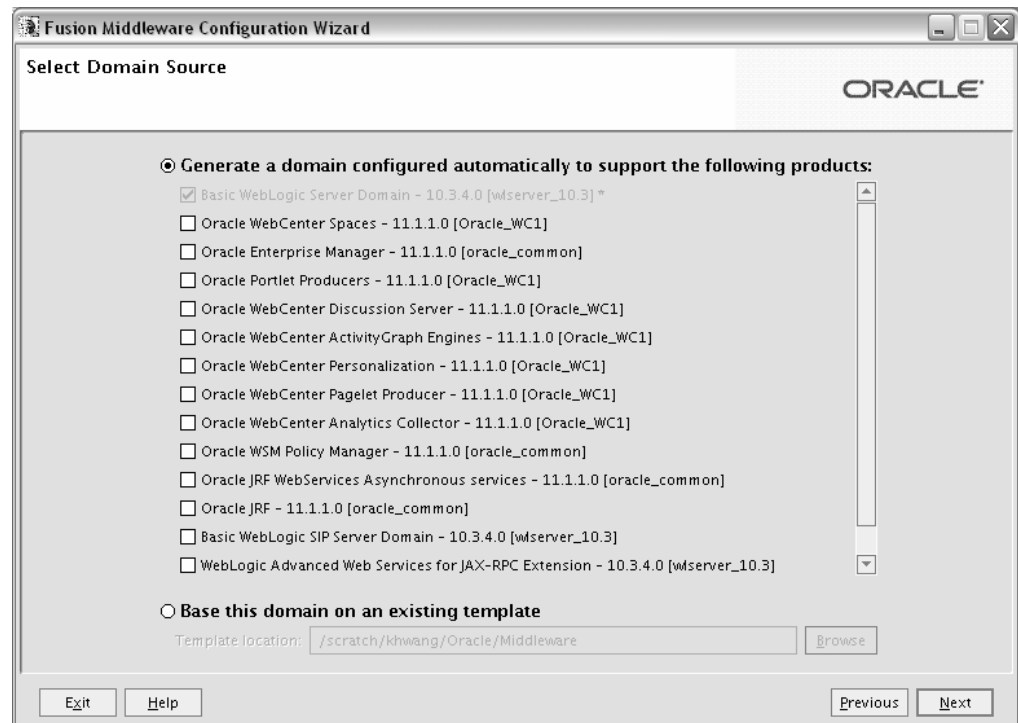 Fusion Middleware Configuration Wizard
Select Domain Source
ORACLE
Generate a domain configured automatically to support the following products:
Basic WebLogic Server Domain - 10.3.4.0 [wlserver_10.3] *
Oracle WebCenter Spaces - 11.1.1.0 [Oracle_WC1]
Oracle Enterprise Manager - 11.1.1.0 [oracle_common]
Oracle Portlet Producers - 11.1.1.0 [Oracle_WC1]
Oracle WebCenter Discussion Server - 11.1.1.0 [Oracle_WC1]
Oracle WebCenter ActivityGraph Engines - 11.1.1.0 [Oracle_WC1]
Oracle WebCenter Personalization - 11.1.1.0 [Oracle_WC1]
Oracle WebCenter Pagelet Producer - 11.1.1.0 [Oracle_WC1]
Oracle WebCenter Analytics Collector - 11.1.1.0 [Oracle_WC1]
Oracle WSM Policy Manager - 11.1.1.0 [oracle_common]
Oracle JRF WebServices Asynchronous services - 11.1.1.0 [oracle_common]
Oracle JRF - 11.1.1.0 [oracle_common]
Basic WebLogic SIP Server Domain - 10.3.4.0 [wlserver_10.3]
WebLogic Advanced Web Services for JAX-RPC Extension - 10.3.4.0 [wlserver_10.3]
Base this domain on an existing template
Template location: /scratch/khwang/Oracle/Middleware Browse
Exit Help Previous Next